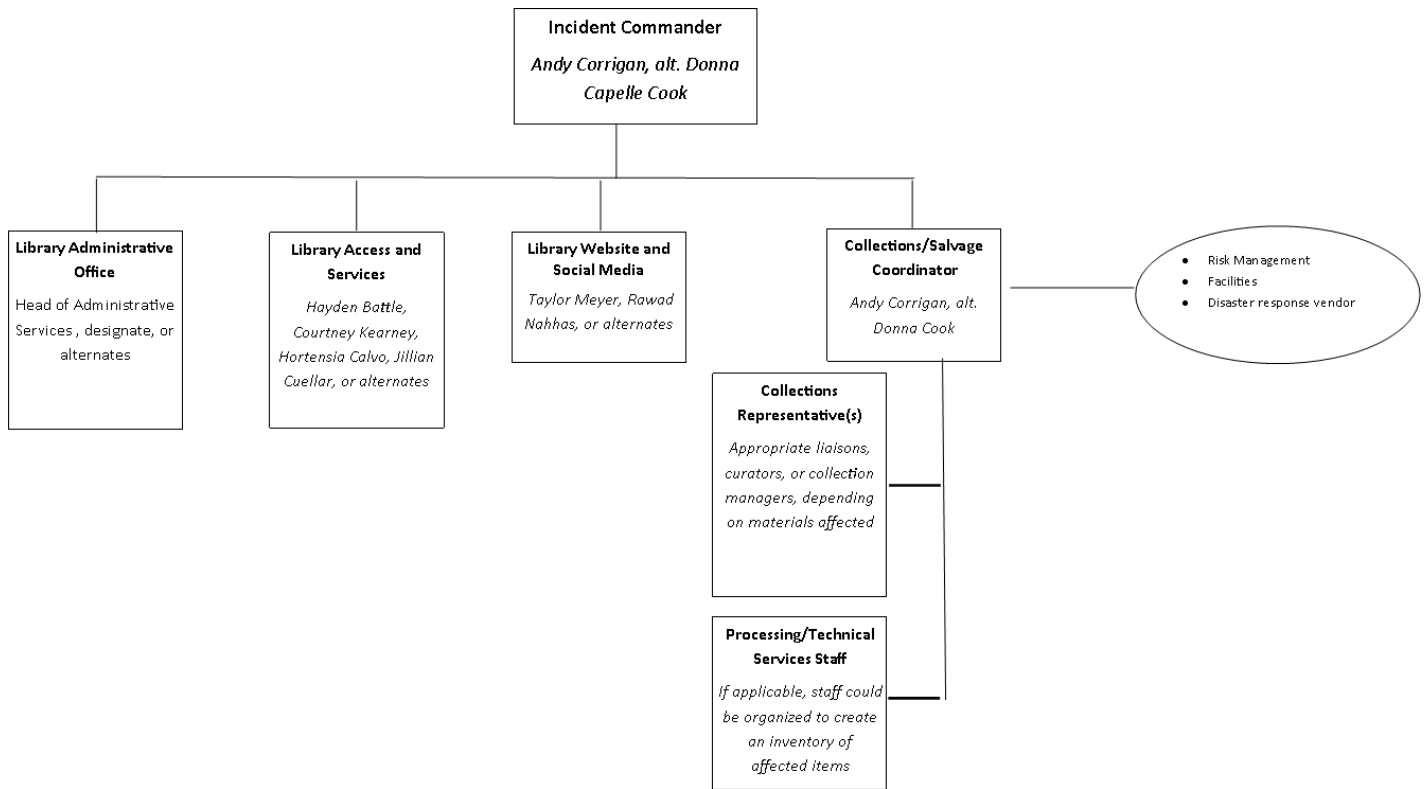 Incident Commander
Andy Corrigan, alt. Donna
Capelle Cook
Library Administrative
Office
Head of Administrative
Services , designate, or
alternates
Library Access and
Services
Hayden Battle,
Courtney Kearney,
Hortensia Calvo, Jillian
Cuellar, or alternates
Library Website and
Social Media
Taylor Meyer, Rawad
Nahhas, or alternates
Collections/Salvage
Coordinator
Andy Corrigan, alt.
Donna Cook
• Risk Management
• Facilities
• Disaster response vendor
Collections
Representative(s)
Appropriate liaisons,
curators, or collection
managers, depending
on materials affected
Processing/Technical
Services Staff
If applicable, staff could
be organized to create
an inventory of
affected items